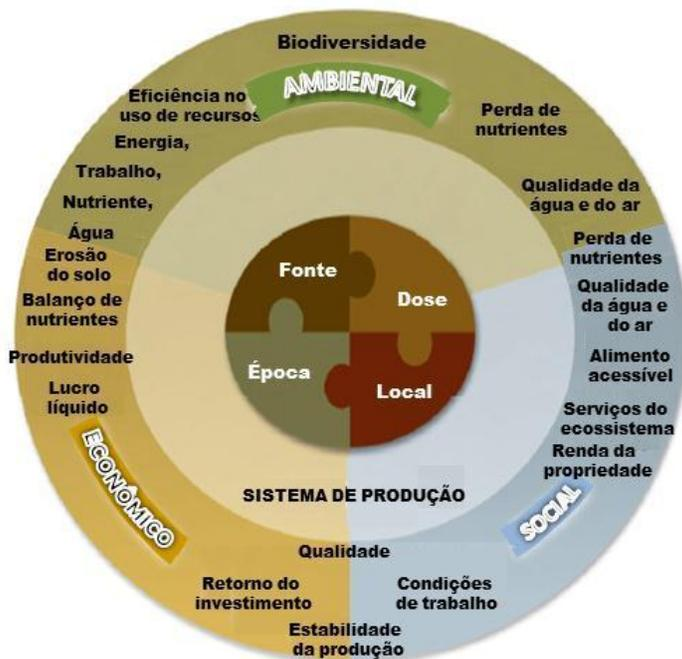 Biodiversidade
AMBIENTAL
Eficiência no
uso de recursos
Energia,
Trabalho,
Nutriente,
Água
Perda de
nutrientes
Qualidade da
água e do ar
Erosão
do solo
Balanço de
nutrientes
Produtividade
Lucro
líquido
ECONÔMICO
Perda de
nutrientes
Qualidade
da água e
do ar
Alimento
acessível
Serviços do
ecossistema
Renda da
propriedade
SOCIAL
Fonte
Dose
Época
Local
SISTEMA DE PRODUÇÃO
Qualidade
Retorno do
investimento
Condições
de trabalho
Estabilidade
da produção